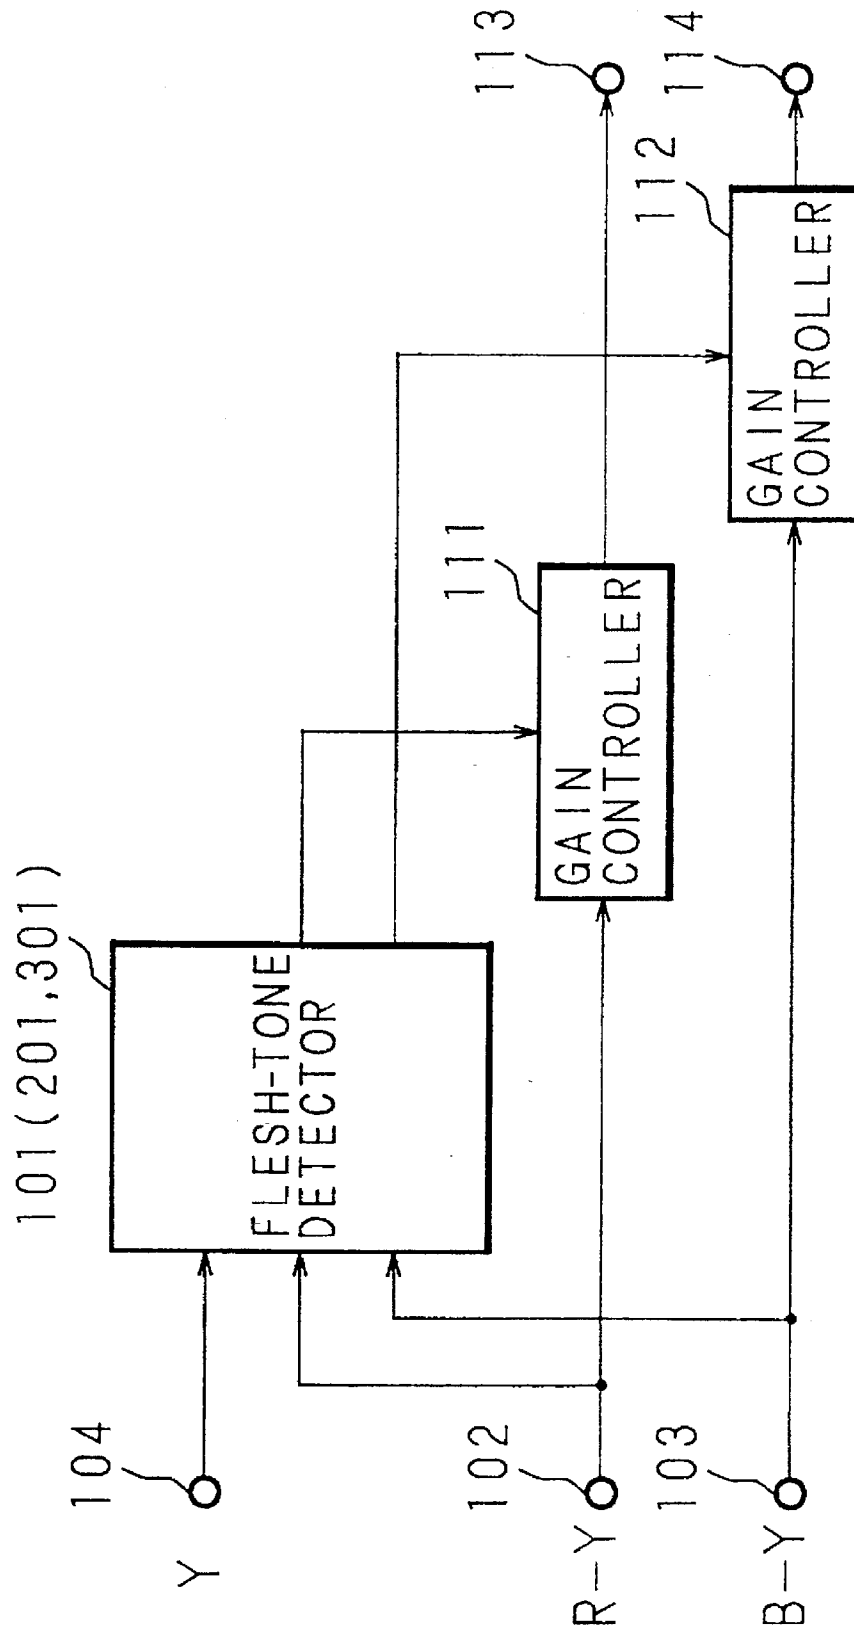 101(201,301)
FLESH-TONE
DETECTOR
104
Y
111
GAIN
CONTROLLER
113
102
R-Y
112
GAIN
CONTROLLER
114
103
B-Y